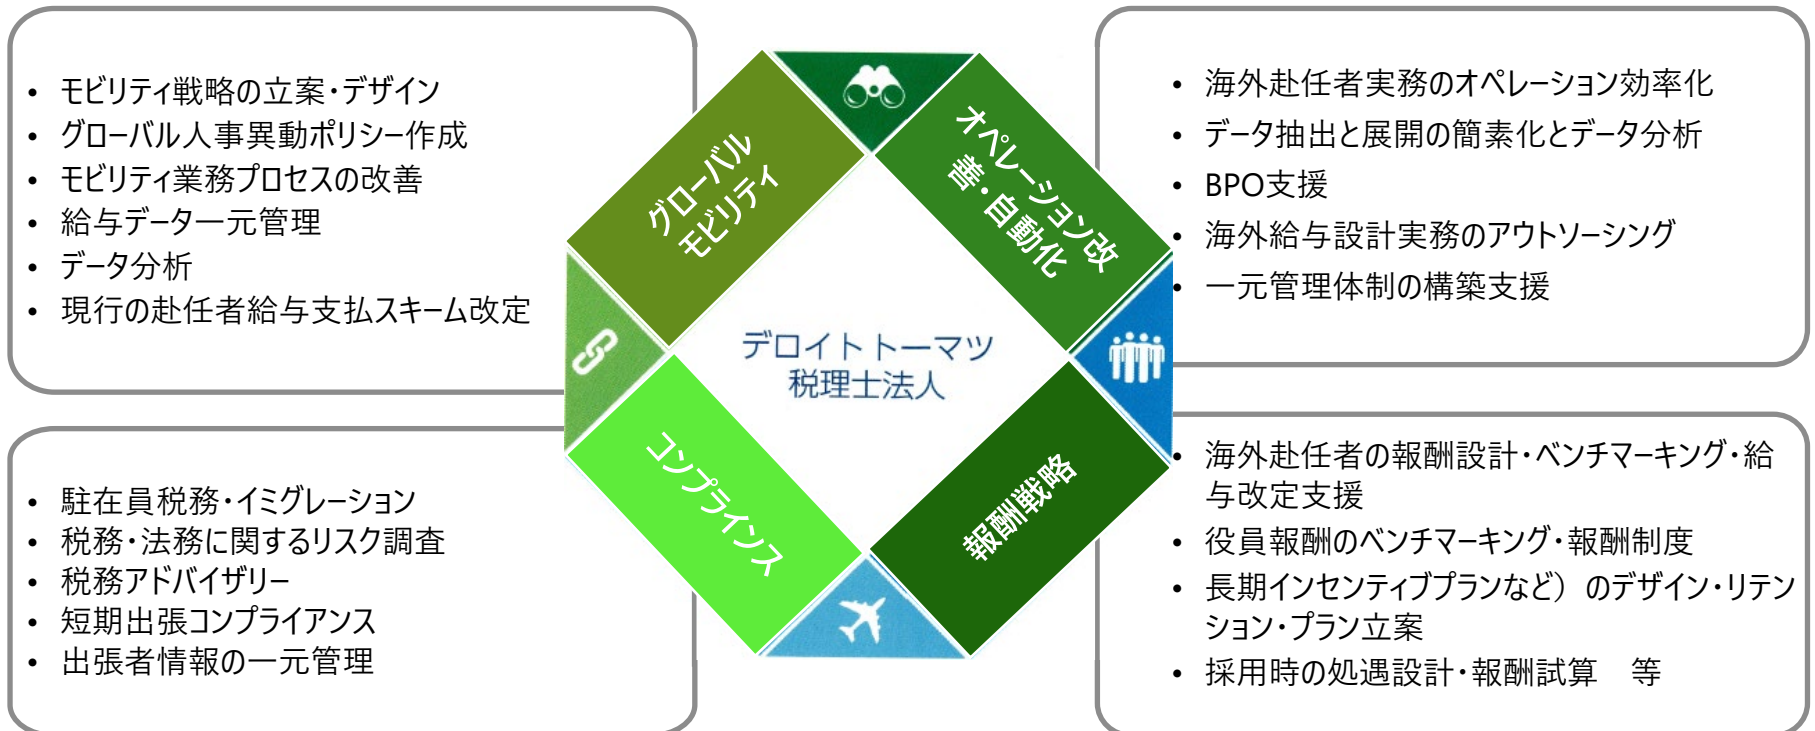 • モビリティ戦略の立案・デザイン
• グローバル人事異動ポリシー作成
• モビリティ業務プロセスの改善
• 給与データ一元管理
• データ分析
• 現行の赴任者給与支払スキーム改定
グローバル
モビリティ
オペレーション改
善・自動化
• 海外赴任者実務のオペレーション効率化
• データ抽出と展開の簡素化とデータ分析
• BPO支援
• 海外給与設計実務のアウトソーシング
• 一元管理体制の構築支援
デロイト トーマツ
税理士法人
• 駐在員税務・イミグレーション
• 税務・法務に関するリスク調査
• 税務アドバイザリー
• 短期出張コンプライアンス
• 出張者情報の一元管理
コンプラインス
報酬戦略
• 海外赴任者の報酬設計・ベンチマーキング・給
与改定支援
• 役員報酬のベンチマーキング・報酬制度
• 長期インセンティブプランなど）のデザイン・リテン
ション・プラン立案
• 採用時の処遇設計・報酬試算　等